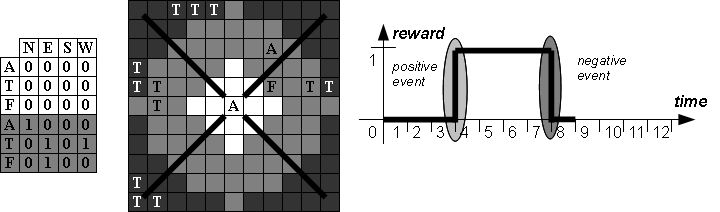 N E S W
A 0 0 0 0
T 0 0 0 0
F 0 0 0 0
A 1 0 0 0
T 0 1 0 1
F 0 1 0 0
T T T
A
T
T T F T T
T A
T
T T
reward
1
positive
event
negative
event
time
0 1 2 3 4 5 6 7 8 9 10 11 12